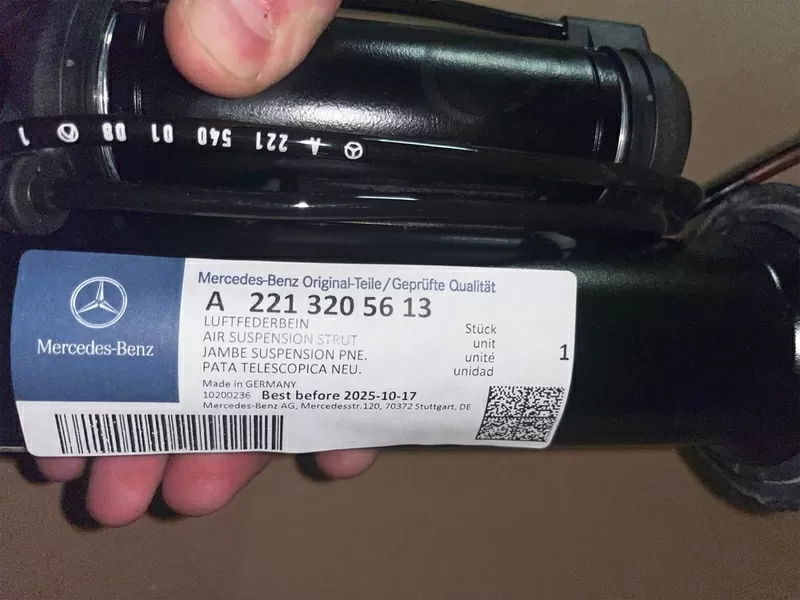 A 221 540 01 08 1
Mercedes-Benz
Mercedes-Benz Original-Teile/Geprüfte Qualität
A 221 320 56 13
LUFTFEDERBEIN
AIR SUSPENSION STRUT
JAMBE SUSPENSION PNE.
PATA TELESCOPICA NEU.
Stück
unit
unité
unidad
1
Made in GERMANY
10200236 Best before 2025-10-17
Mercedes-Benz AG, Mercedesstr.120, 70372 Stuttgart, DE